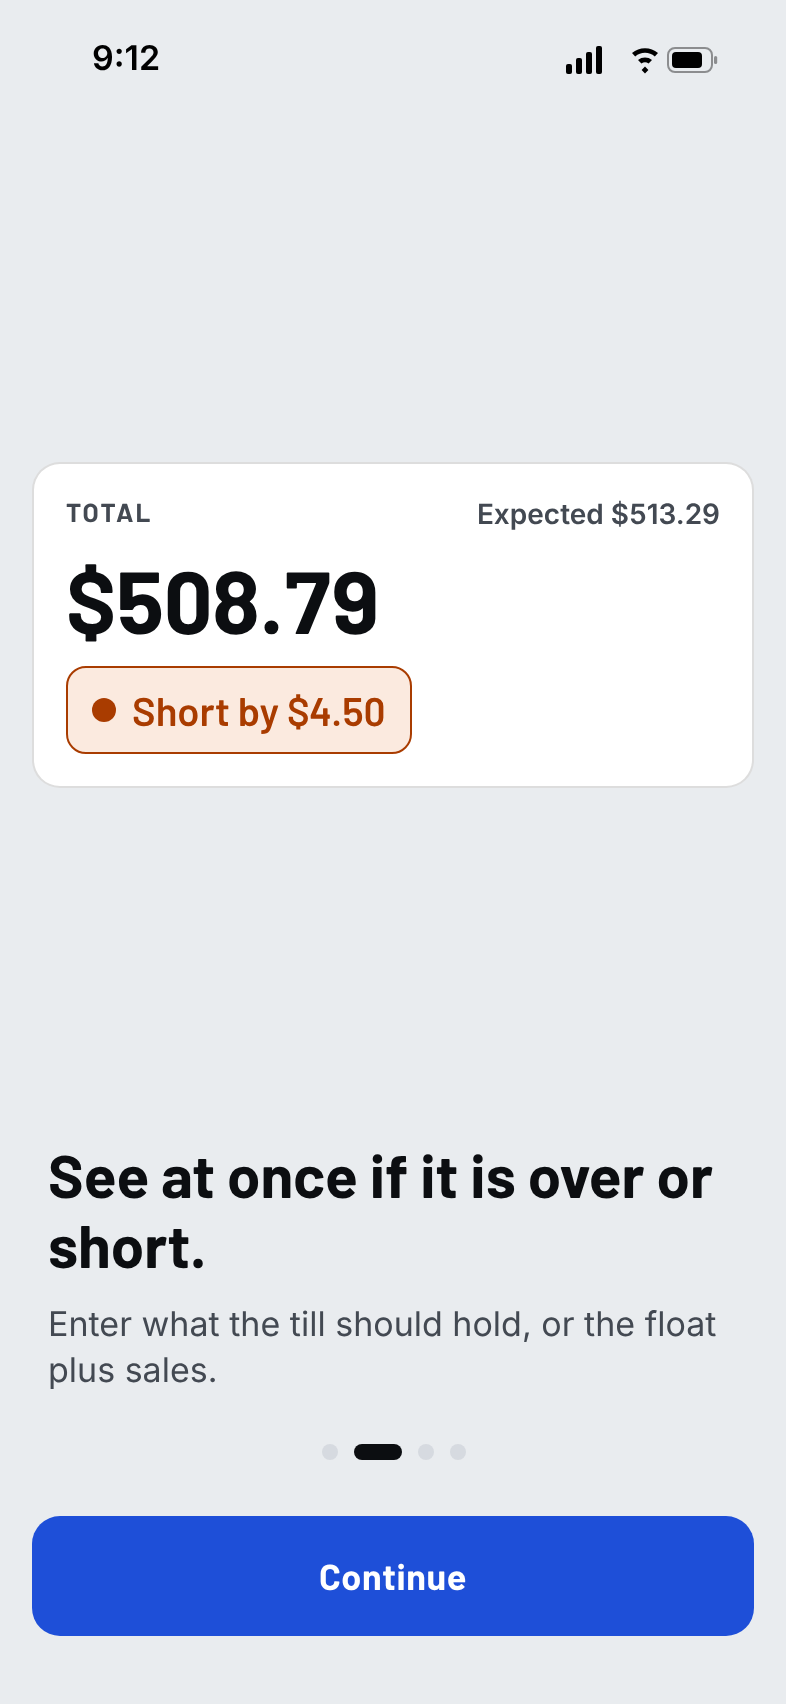 9:12
TOTAL
Expected $513.29
$508.79
Short by $4.50
See at once if it is over or
short.
Enter what the till should hold, or the float
plus sales.
Continue